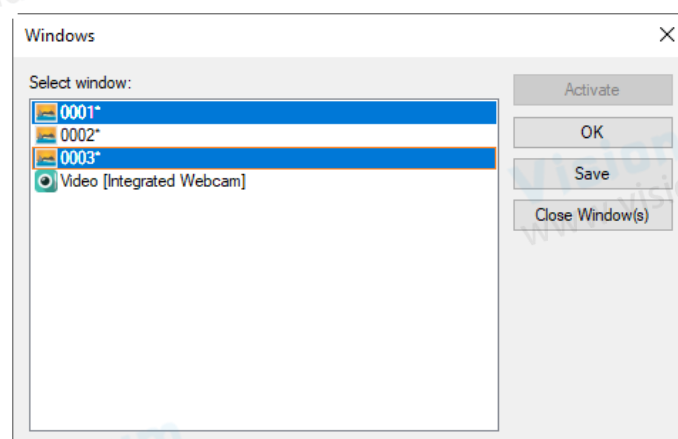 Windows
Select window:
Activate
0001*
0002*
OK
0003*
Save
Video [Integrated Webcam]
Close Window(s)